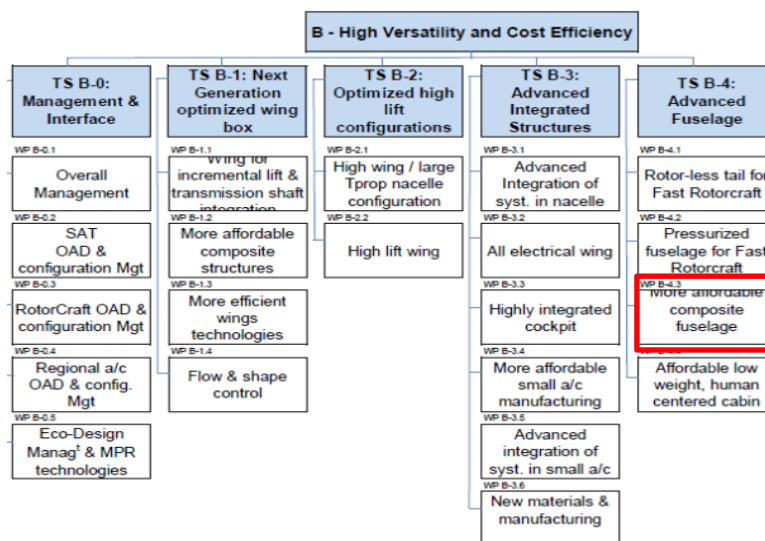 B - High Versatility and Cost Efficiency
TS B-0:
Management &
Interface
WP B-0.1
Overall
Management
WP B-0.2
SAT
OAD &
configuration Mgt
WP B-0.3
RotorCraft OAD &
configuration Mgt
WP B-0.4
Regional a/c
OAD & config.
Mgt
WP B-0.5
Eco-Design
Managᵗ & MPR
technologies
TS B-1: Next
Generation
optimized wing
box
WP B-1.1
Wing for
incremental lift &
transmission shaft
integration
WP B-1.2
More affordable
composite
structures
WP B-1.3
More efficient
wings
technologies
WP B-1.4
Flow & shape
control
TS B-2:
Optimized high
lift
configurations
WP B-2.1
High wing / large
Tprop nacelle
configuration
WP B-2.2
High lift wing
TS B-3:
Advanced
Integrated
Structures
WP B-3.1
Advanced
Integration of
syst. in nacelle
WP B-3.2
All electrical wing
WP B-3.3
Highly integrated
cockpit
WP B-3.4
More affordable
small a/c
manufacturing
WP B-3.5
Advanced
integration of
syst. in small a/c
WP B-3.6
New materials &
manufacturing
TS B-4:
Advanced
Fuselage
WP B-4.1
Rotor-less tail for
Fast Rotorcraft
WP B-4.2
Pressurized
fuselage for Fast
Rotorcraft
WP B-4.3
More affordable
composite
fuselage
WP B-4.4
Affordable low
weight, human
centered cabin